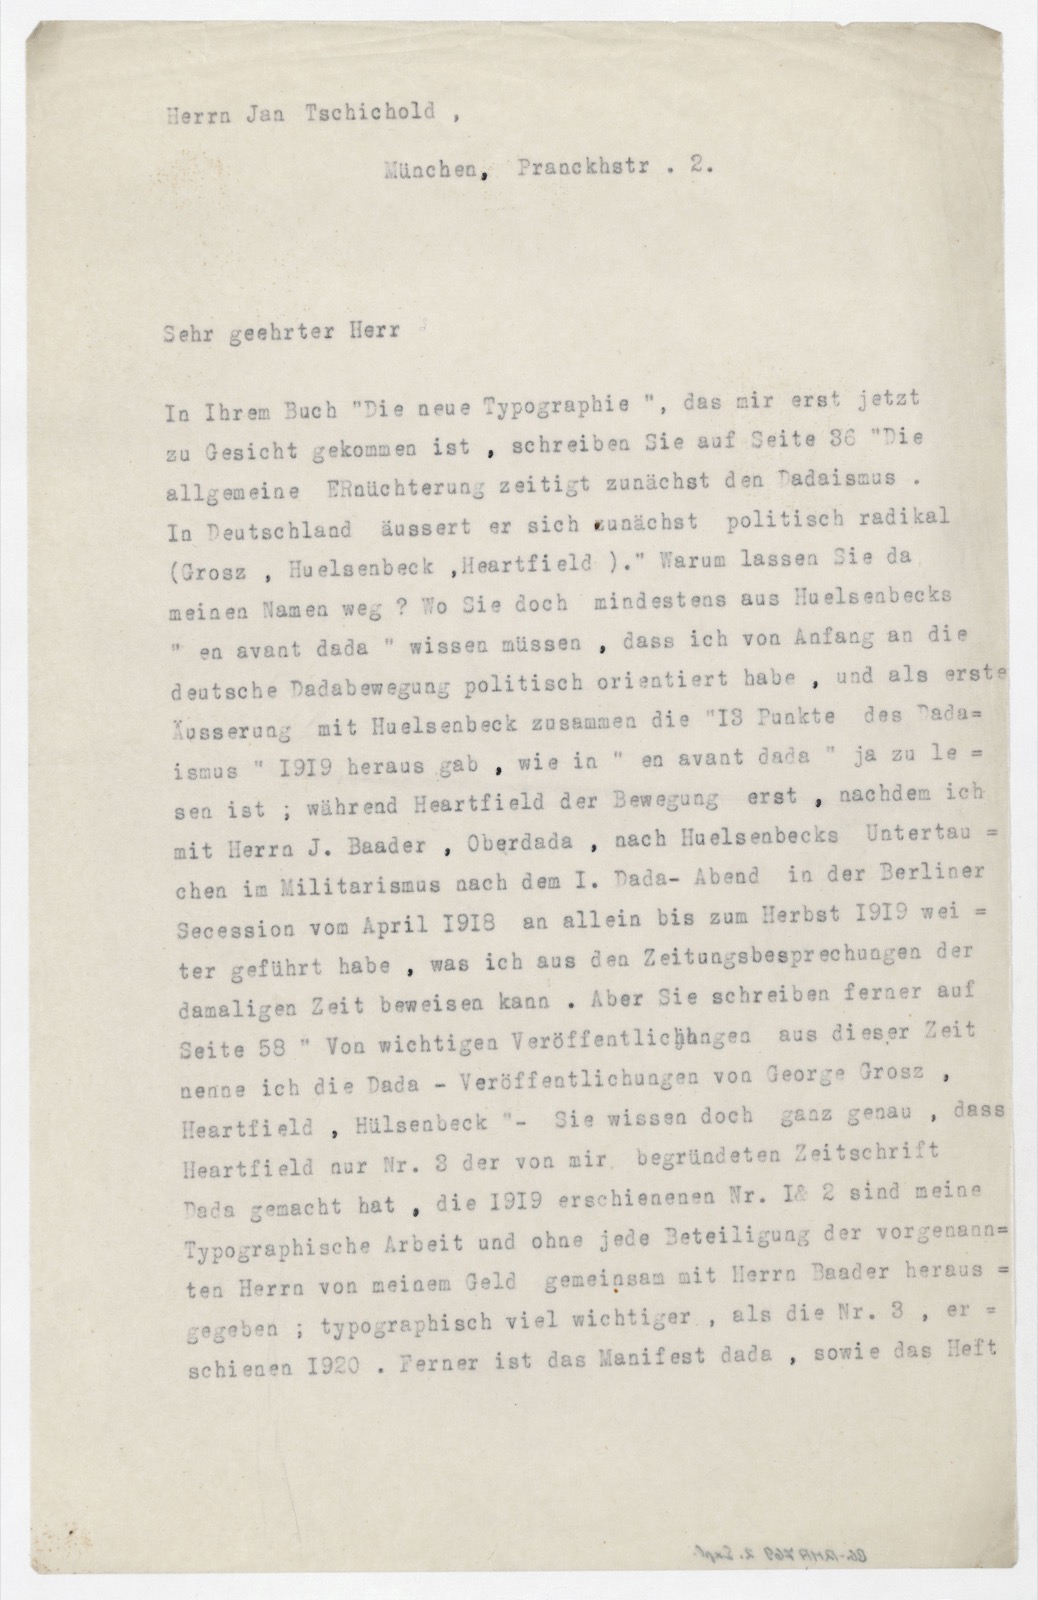 Herrn Jan Tschichold ,
München, Pranckhstr . 2.
Sehr geehrter Herr
In Ihrem Buch "Die neue Typographie ", das mir erst jetzt
zu Gesicht gekommen ist , schreiben Sie auf Seite 36 "Die
allgemeine ERnüchterung zeitigt zunächst den Dadaismus .
In Deutschland äussert er sich zunächst politisch radikal
(Grosz , Huelsenbeck ,Heartfield )." Warum lassen Sie da
meinen Namen weg ? Wo Sie doch mindestens aus Huelsenbecks
" en avant dada " wissen müssen , dass ich von Anfang an die
deutsche Dadabewegung politisch orientiert habe , und als erste
Äusserung mit Huelsenbeck zusammen die "I3 Punkte des Dada=
ismus " I9I9 heraus gab , wie in " en avant dada " ja zu le =
sen ist ; während Heartfield der Bewegung erst , nachdem ich
mit Herrn J. Baader , Oberdada , nach Huelsenbecks Untertau =
chen im Militarismus nach dem I. Dada- Abend in der Berliner
Secession vom April I9I8 an allein bis zum Herbst I9I9 wei =
ter geführt habe , was ich aus den Zeitungsbesprechungen der
damaligen Zeit beweisen kann . Aber Sie schreiben ferner auf
Seite 58 " Von wichtigen Veröffentlichungen aus dieser Zeit
nenne ich die Dada - Veröffentlichungen von George Grosz ,
Heartfield , Hülsenbeck "- Sie wissen doch ganz genau , dass
Heartfield nur Nr. 3 der von mir begründeten Zeitschrift
Dada gemacht hat , die I9I9 erschienenen Nr. I& 2 sind meine
Typographische Arbeit und ohne jede Beteiligung der vorgenann=
ten Herrn von meinem Geld gemeinsam mit Herrn Baader heraus =
gegeben ; typographisch viel wichtiger , als die Nr. 3 , er =
schienen I920 . Ferner ist das Manifest dada , sowie das Heft